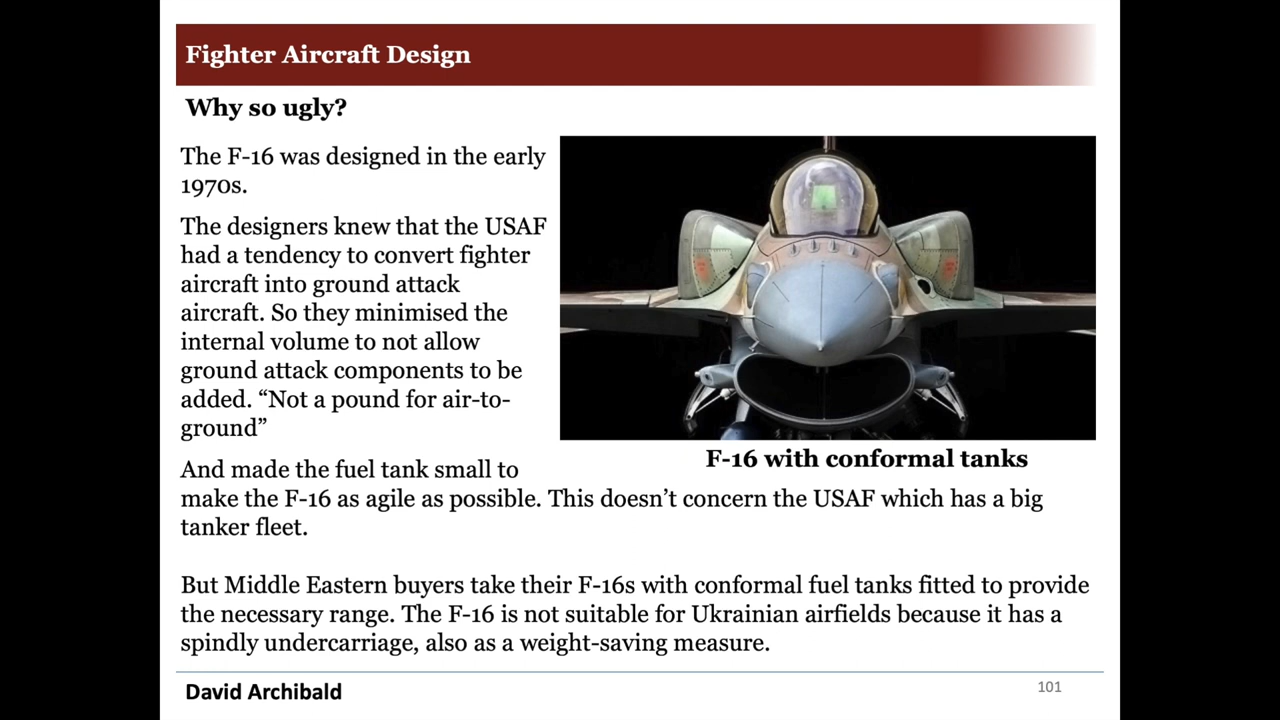 Fighter Aircraft Design
Why so ugly?
The F-16 was designed in the early
1970s.
The designers knew that the USAF
had a tendency to convert fighter
aircraft into ground attack
aircraft. So they minimised the
internal volume to not allow
ground attack components to be
added. “Not a pound for air-to-
ground”
F-16 with conformal tanks
And made the fuel tank small to
make the F-16 as agile as possible. This doesn’t concern the USAF which has a big
tanker fleet.
But Middle Eastern buyers take their F-16s with conformal fuel tanks fitted to provide
the necessary range. The F-16 is not suitable for Ukrainian airfields because it has a
spindly undercarriage, also as a weight-saving measure.
David Archibald
101